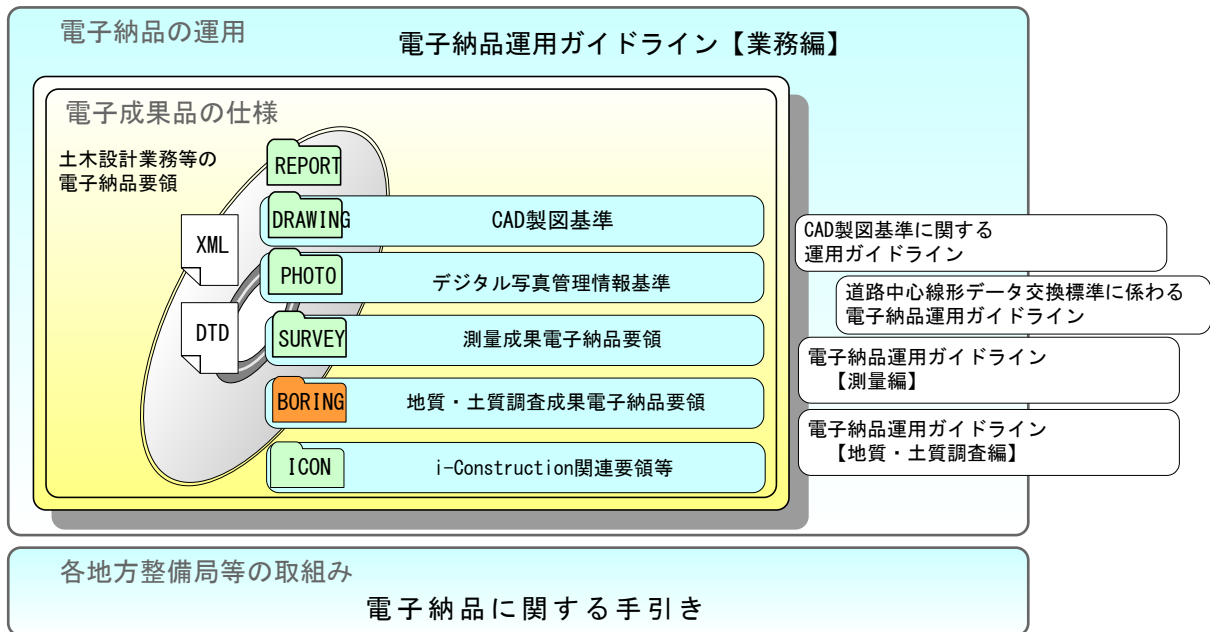 電子納品の運用
電子納品運用ガイドライン【業務編】
電子成果品の仕様
土木設計業務等の
電子納品要領
XML
DTD
REPORT
DRAWING
CAD製図基準
PHOTO
デジタル写真管理情報基準
SURVEY
測量成果電子納品要領
BORING
地質・土質調査成果電子納品要領
ICON
i-Construction関連要領等
CAD製図基準に関する
運用ガイドライン
道路中心線形データ交換標準に係わる
電子納品運用ガイドライン
電子納品運用ガイドライン
【測量編】
電子納品運用ガイドライン
【地質・土質調査編】
各地方整備局等の取組み
電子納品に関する手引き